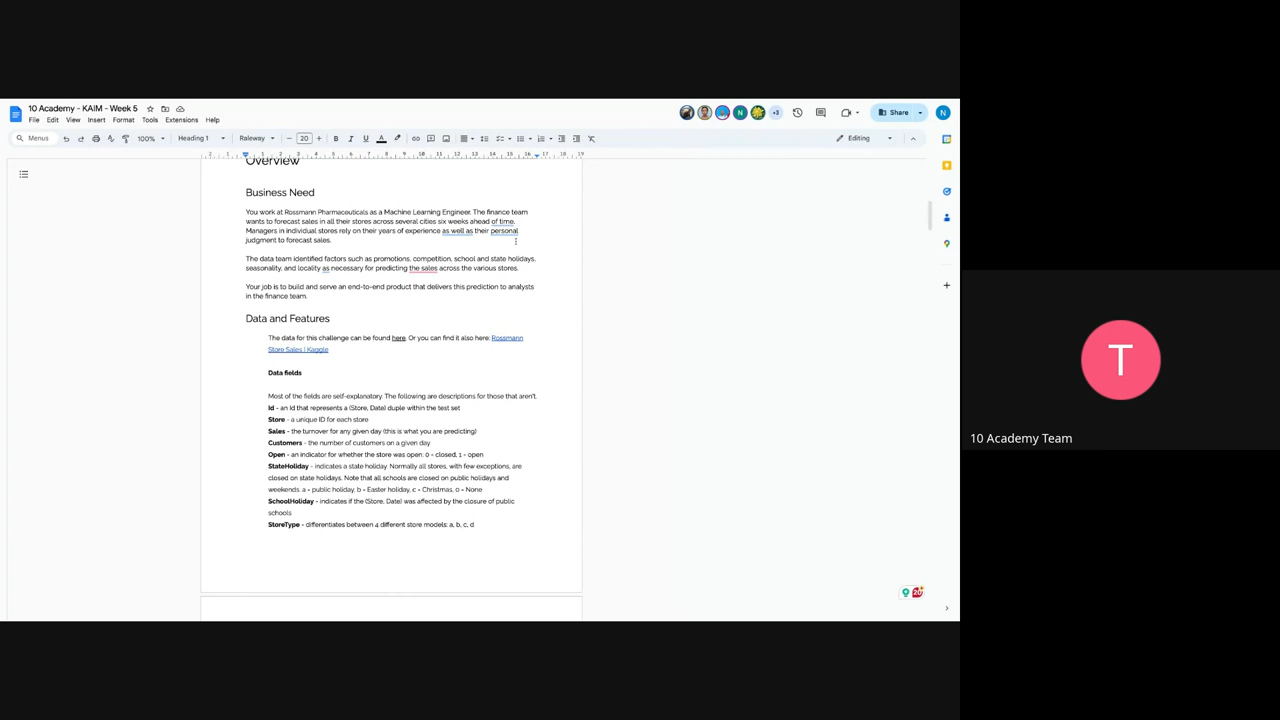 10 Academy - KAIM - Week 5
File Edit View Insert Format Tools Extensions Help
Share
N
Menus 100% Heading 1 Raleway 20 Editing
Overview
Business Need
You work at Rossmann Pharmaceuticals as a Machine Learning Engineer. The finance team
wants to forecast sales in all their stores across several cities six weeks ahead of time.
Managers in individual stores rely on their years of experience as well as their personal
judgment to forecast sales.
The data team identified factors such as promotions, competition, school and state holidays,
seasonality, and locality as necessary for predicting the sales across the various stores.
Your job is to build and serve an end-to-end product that delivers this prediction to analysts
in the finance team.
Data and Features
The data for this challenge can be found here. Or you can find it also here: Rossmann
Store Sales | Kaggle
Data fields
Most of the fields are self-explanatory. The following are descriptions for those that aren't.
Id - an Id that represents a (Store, Date) duple within the test set
Store - a unique ID for each store
Sales - the turnover for any given day (this is what you are predicting)
Customers - the number of customers on a given day
Open - an indicator for whether the store was open: 0 = closed, 1 = open
StateHoliday - indicates a state holiday. Normally all stores, with few exceptions, are
closed on state holidays. Note that all schools are closed on public holidays and
weekends. a = public holiday, b = Easter holiday, c = Christmas, 0 = None
SchoolHoliday - indicates if the (Store, Date) was affected by the closure of public
schools
StoreType - differentiates between 4 different store models: a, b, c, d
T
10 Academy Team